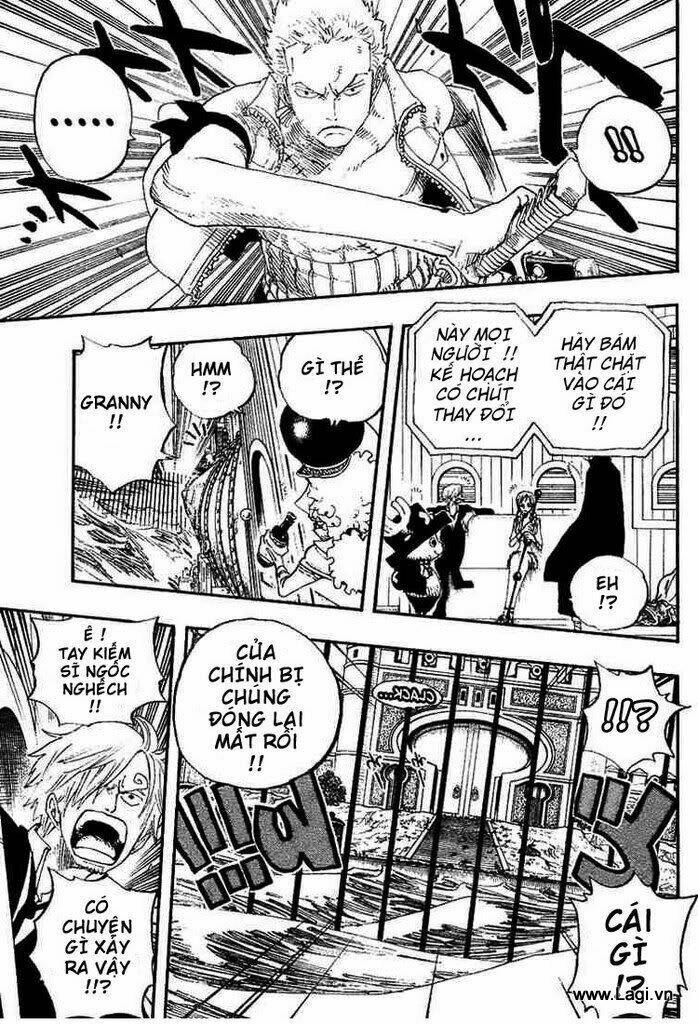 !!
.....
NÀY MỌI
NGƯỜI !!
KẾ HOẠCH
CÓ CHÚT
THAY ĐỔI
...
HÃY BÁM
THẬT CHẶT
VÀO CÁI
GÌ ĐÓ
!!
EH
!?
GÌ THẾ
!?
HMM
!?
GRANNY
!!
!!?
CÁI
GÌ
!?
CỦA
CHÍNH BỊ
CHÚNG
ĐÓNG LẠI
MẤT RỒI
!!
Ê !
TAY KIẾM
SĨ NGỐC
NGHẾCH
!!
CÓ
CHUYỆN
GÌ XẢY
RA VẬY
!!?
www.Lagi.vn